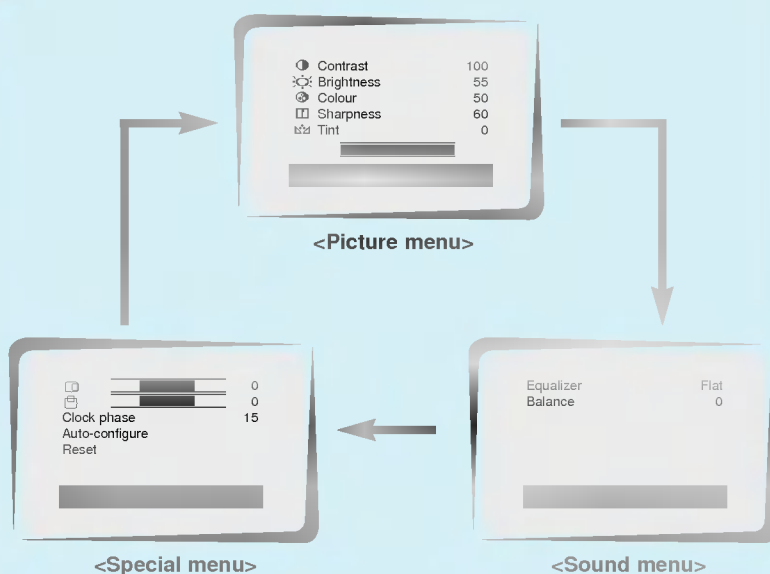 Contrast 100
Brightness 55
Colour 50
Sharpness 60
Tint 0
<Picture menu>
0
0
Clock phase 15
Auto-configure
Reset
<Special menu>
Equalizer Flat
Balance 0
<Sound menu>